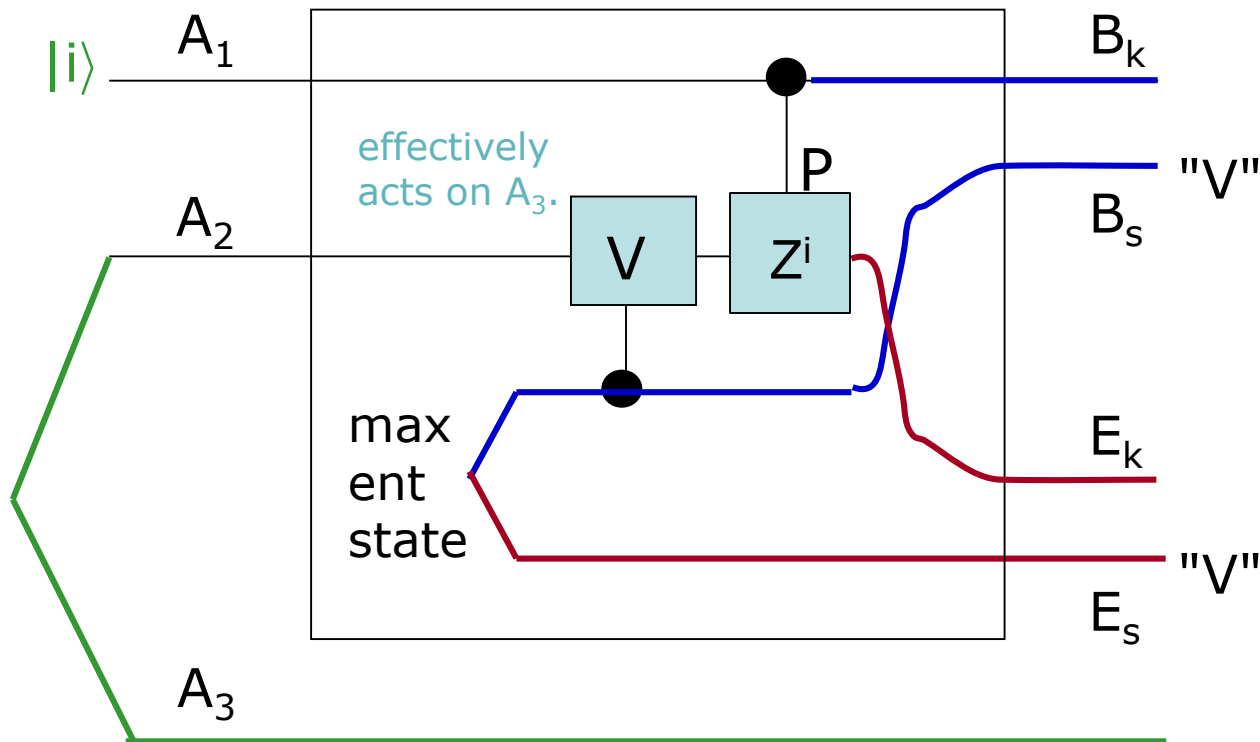 |i⟩
A₁
Bₖ
effectively
acts on A₃.
P
"V"
A₂
Bₛ
V
Zⁱ
max
ent
state
Eₖ
"V"
Eₛ
A₃